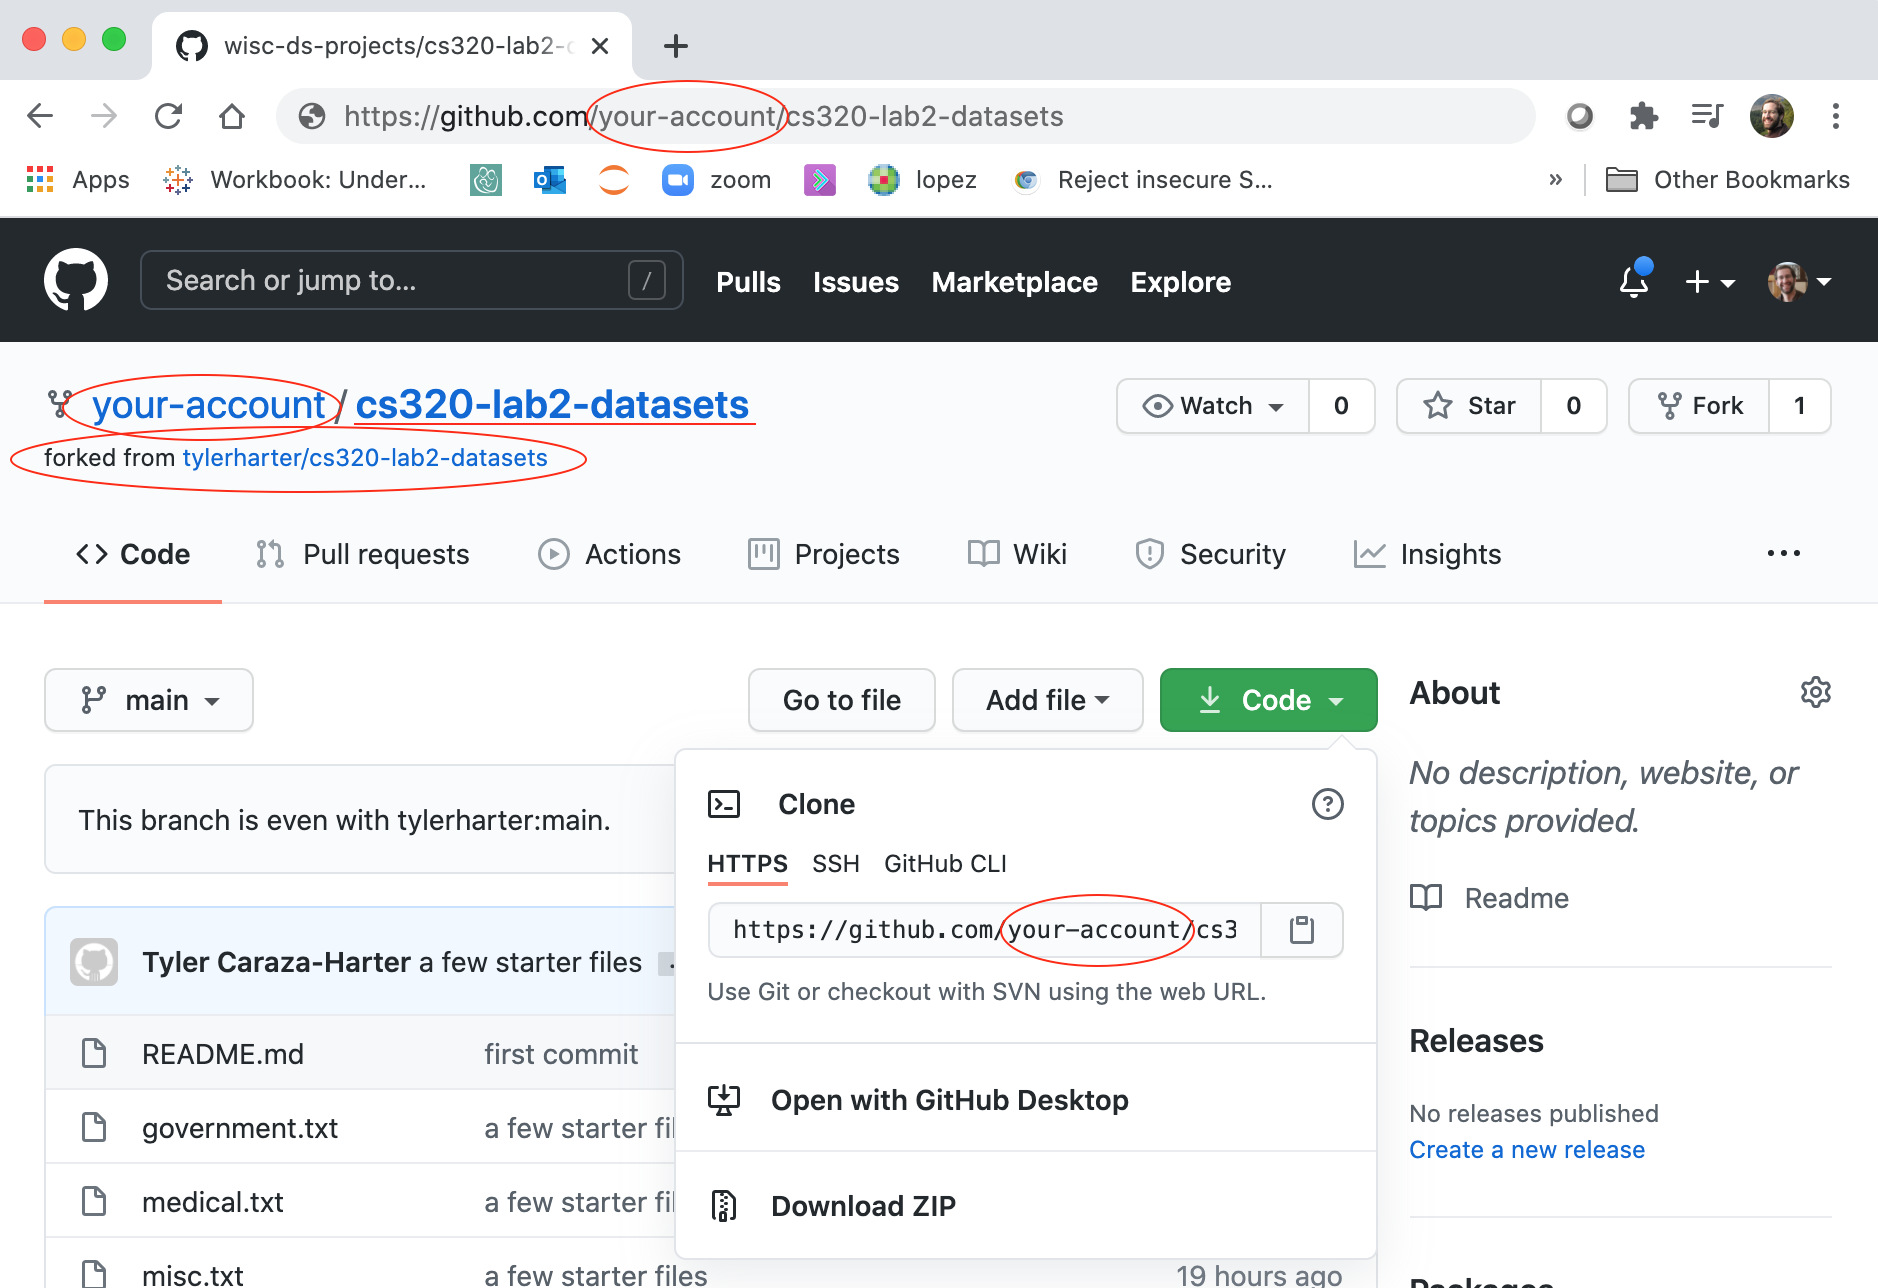 wisc-ds-projects/cs320-lab2-
https://github.com/your-account/cs320-lab2-datasets
Apps
Workbook: Under...
zoom
lopez
Reject insecure S...
»
Other Bookmarks
Search or jump to...
/
Pulls
Issues
Marketplace
Explore
your-account / cs320-lab2-datasets
Watch 0
Star 0
Fork 1
forked from tylerharter/cs320-lab2-datasets
Code
Pull requests
Actions
Projects
Wiki
Security
Insights
main
Go to file
Add file
Code
About
No description, website, or
topics provided.
Readme
This branch is even with tylerharter:main.
Clone
HTTPS SSH GitHub CLI
https://github.com/your-account/cs3
Use Git or checkout with SVN using the web URL.
Open with GitHub Desktop
Download ZIP
Tyler Caraza-Harter a few starter files
README.md first commit
government.txt a few starter fil
medical.txt a few starter fil
misc.txt a few starter files 19 hours ago
Releases
No releases published
Create a new release
Packages